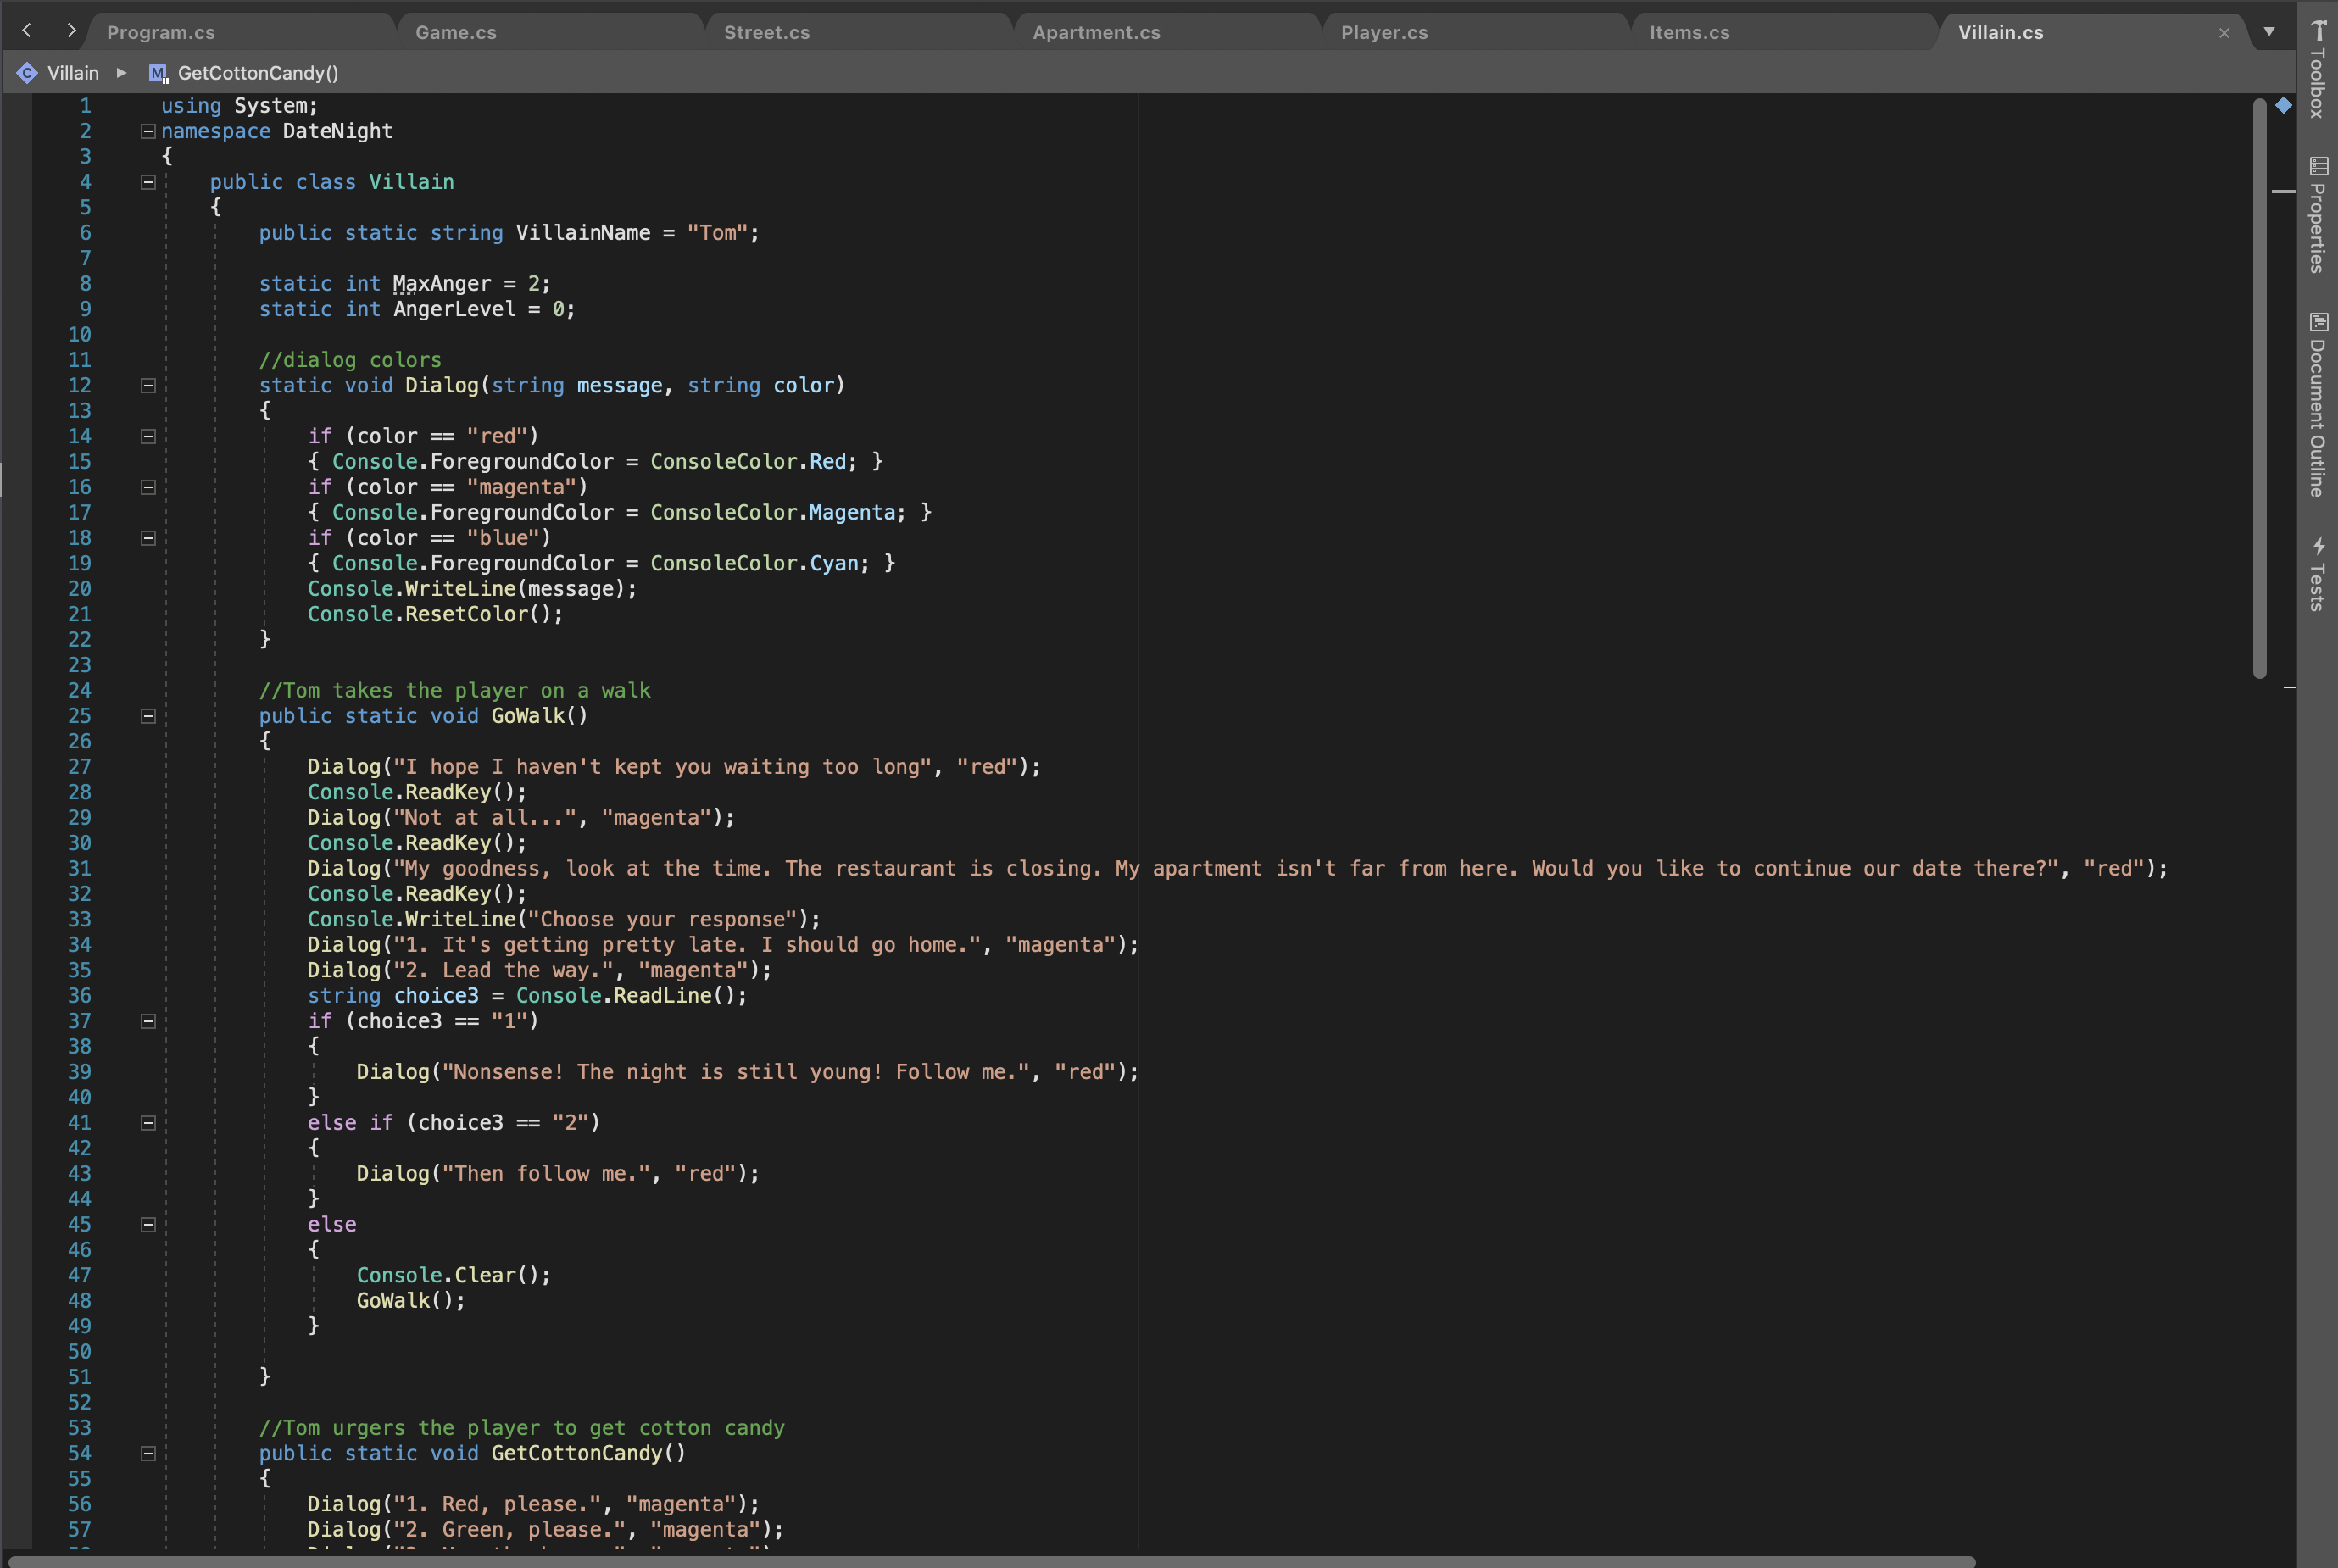 Program.cs Game.cs Street.cs Apartment.cs Player.cs Items.cs Villain.cs
Villain GetCottonCandy()
1 using System;
2 namespace DateNight
3 {
4 public class Villain
5 {
6 public static string VillainName = "Tom";
7
8 static int MaxAnger = 2;
9 static int AngerLevel = 0;
10
11 //dialog colors
12 static void Dialog(string message, string color)
13 {
14 if (color == "red")
15 { Console.ForegroundColor = ConsoleColor.Red; }
16 if (color == "magenta")
17 { Console.ForegroundColor = ConsoleColor.Magenta; }
18 if (color == "blue")
19 { Console.ForegroundColor = ConsoleColor.Cyan; }
20 Console.WriteLine(message);
21 Console.ResetColor();
22 }
23
24 //Tom takes the player on a walk
25 public static void GoWalk()
26 {
27 Dialog("I hope I haven't kept you waiting too long", "red");
28 Console.ReadKey();
29 Dialog("Not at all...", "magenta");
30 Console.ReadKey();
31 Dialog("My goodness, look at the time. The restaurant is closing. My apartment isn't far from here. Would you like to continue our date there?", "red");
32 Console.ReadKey();
33 Console.WriteLine("Choose your response");
34 Dialog("1. It's getting pretty late. I should go home.", "magenta");
35 Dialog("2. Lead the way.", "magenta");
36 string choice3 = Console.ReadLine();
37 if (choice3 == "1")
38 {
39 Dialog("Nonsense! The night is still young! Follow me.", "red");
40 }
41 else if (choice3 == "2")
42 {
43 Dialog("Then follow me.", "red");
44 }
45 else
46 {
47 Console.Clear();
48 GoWalk();
49 }
50
51 }
52
53 //Tom urgers the player to get cotton candy
54 public static void GetCottonCandy()
55 {
56 Dialog("1. Red, please.", "magenta");
57 Dialog("2. Green, please.", "magenta");
Toolbox
Properties
Document Outline
Tests